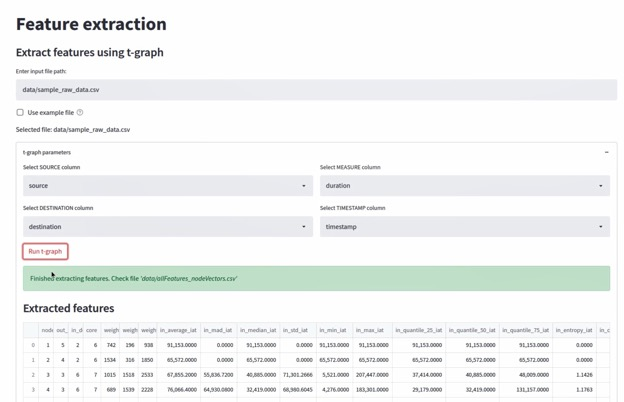 Feature extraction
Extract features using t-graph
Enter input file path:
data/sample_raw_data.csv
Use example file
Selected file: data/sample_raw_data.csv
t-graph parameters
Select SOURCE column Select MEASURE column
source duration
Select DESTINATION column Select TIMESTAMP column
destination timestamp
Run t-graph
Finished extracting features. Check file 'data/allFeatures_nodeVectors.csv'
Extracted features
node out_ in_d core weigh weigh weigh in_average_iat in_mad_iat in_median_iat in_std_iat in_min_iat in_max_iat in_quantile_25_iat in_quantile_50_iat in_quantile_75_iat in_entropy_iat in_c
0 1 5 2 6 742 196 938 91,153.0000 0.0000 91,153.0000 0.0000 91,153.0000 91,153.0000 91,153.0000 91,153.0000 91,153.0000 0.0000
1 2 4 2 6 1534 316 1850 65,572.0000 0.0000 65,572.0000 0.0000 65,572.0000 65,572.0000 65,572.0000 65,572.0000 65,572.0000 0.0000
2 3 3 6 7 1015 1518 2533 67,855.2000 55,836.7200 40,885.0000 71,301.2666 5,521.0000 207,447.0000 37,414.0000 40,885.0000 48,009.0000 1.1426
3 4 3 6 7 689 1539 2228 76,066.4000 64,930.0800 32,419.0000 68,980.6045 4,276.0000 183,301.0000 29,179.0000 32,419.0000 131,157.0000 1.1763